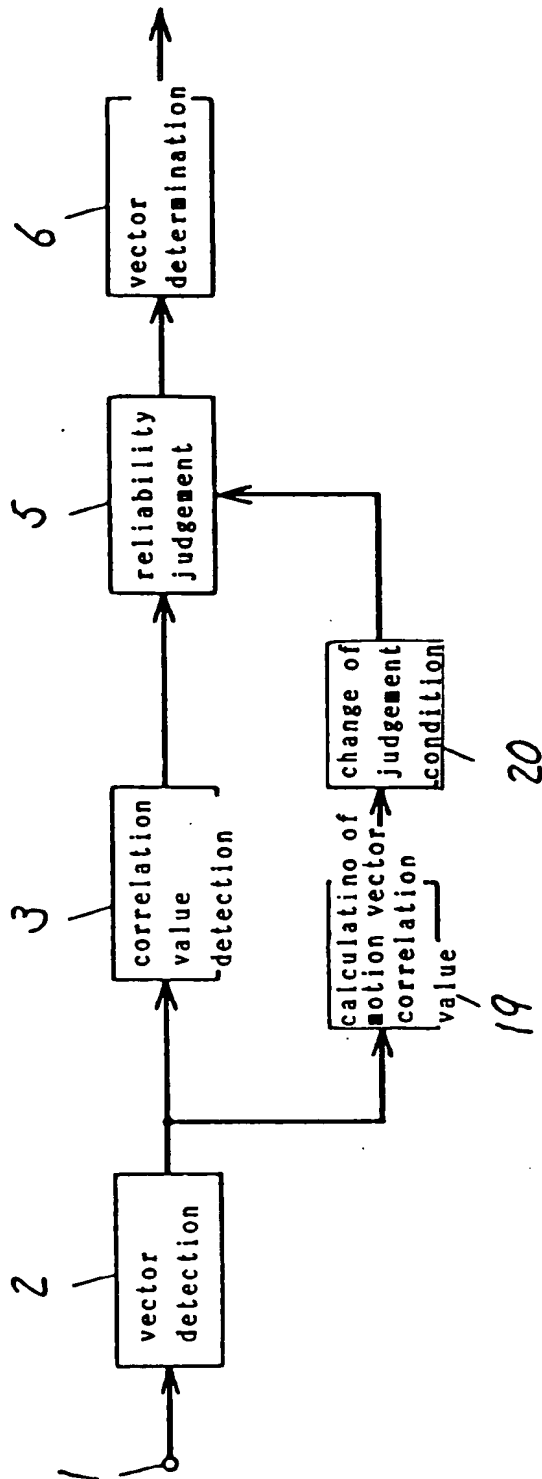 1
2
vector
detection
3
correlation
value
detection
calculatino of
motion vector
correlation
value
19
change of
judgement
condition
20
5
reliability
judgement
6
vector
determination